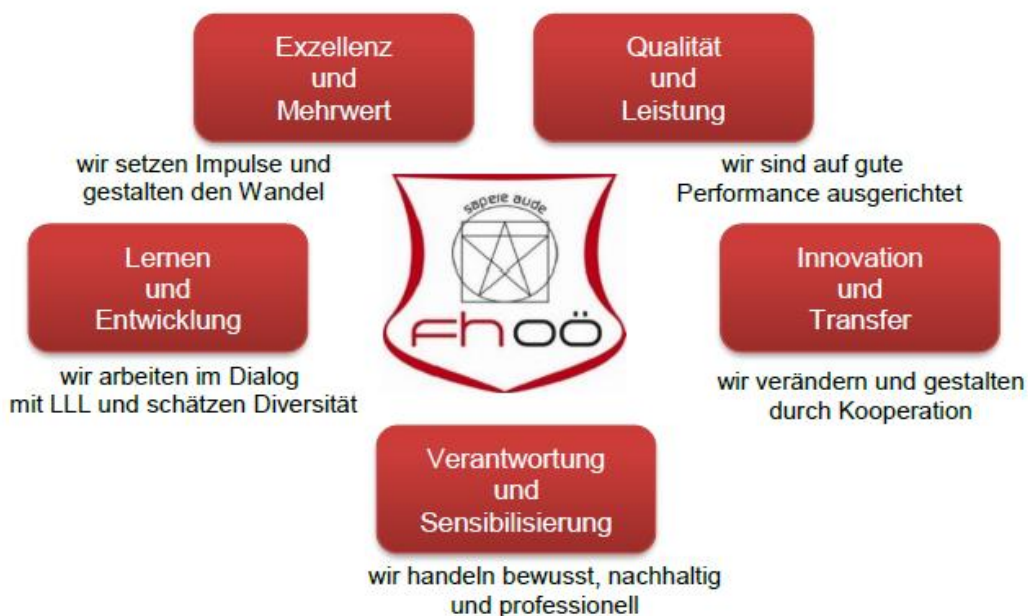 Exzellenz
und
Mehrwert
Qualität
und
Leistung
wir setzen Impulse und
gestalten den Wandel
wir sind auf gute
Performance ausgerichtet
sapere aude
fh oö
Lernen
und
Entwicklung
Innovation
und
Transfer
wir arbeiten im Dialog
mit LLL und schätzen Diversität
wir verändern und gestalten
durch Kooperation
Verantwortung
und
Sensibilisierung
wir handeln bewusst, nachhaltig
und professionell